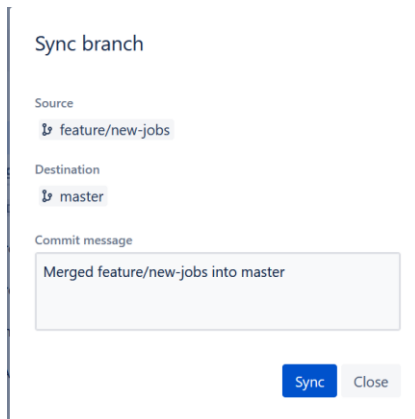 Sync branch
Source
feature/new-jobs
Destination
master
Commit message
Merged feature/new-jobs into master
Sync Close